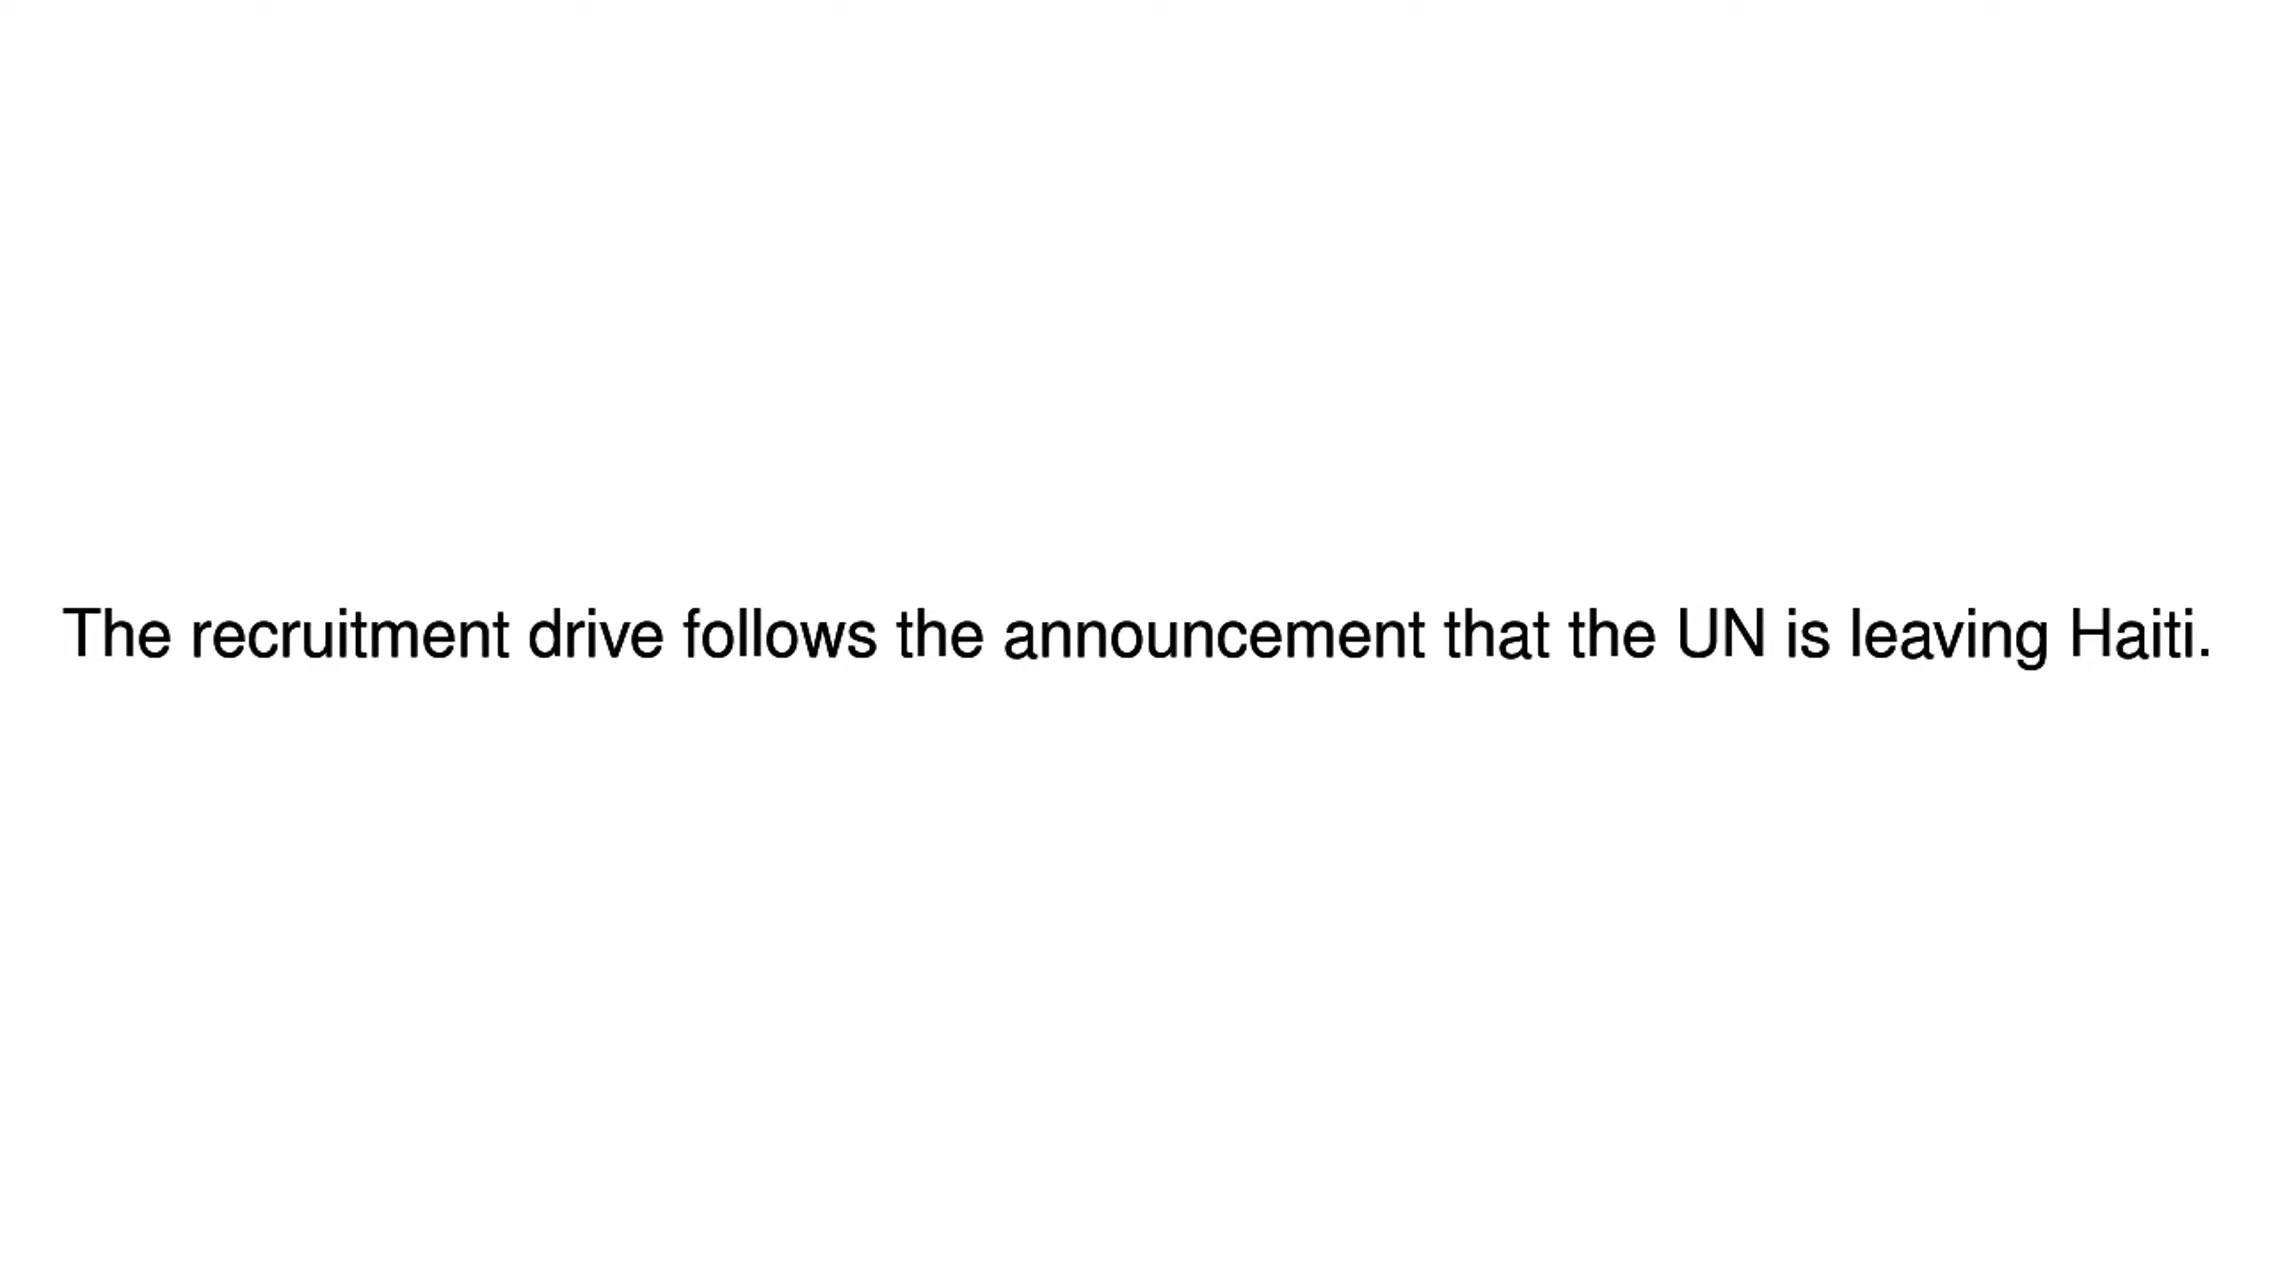 The recruitment drive follows the announcement that the UN is leaving Haiti.